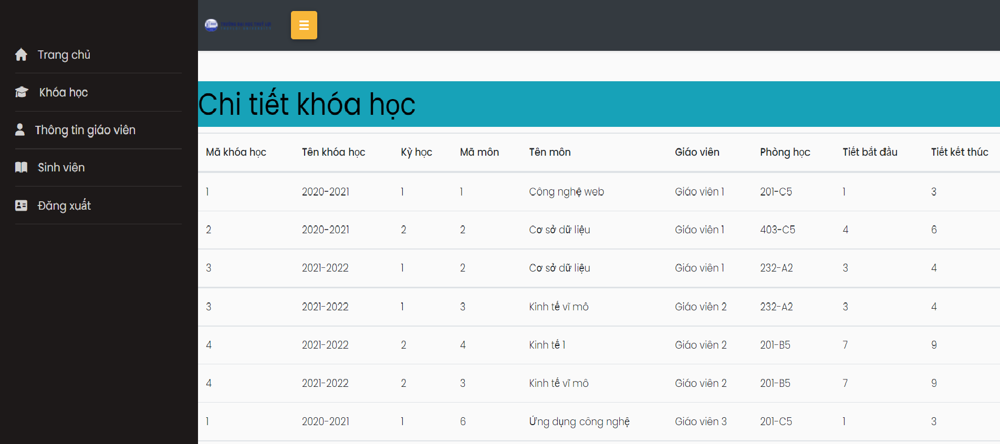 TRƯỜNG ĐẠI HỌC THUỶ LỢI
Trang chủ
Khóa học
Thông tin giáo viên
Sinh viên
Đăng xuất
Chi tiết khóa học
Mã khóa học Tên khóa học Kỳ học Mã môn Tên môn Giáo viên Phòng học Tiết bắt đầu Tiết kết thúc
1 2020-2021 1 1 Công nghệ web Giáo viên 1 201-C5 1 3
2 2020-2021 2 2 Cơ sở dữ liệu Giáo viên 1 403-C5 4 6
3 2021-2022 1 2 Cơ sở dữ liệu Giáo viên 1 232-A2 3 4
3 2021-2022 1 3 Kinh tế vĩ mô Giáo viên 2 232-A2 3 4
4 2021-2022 2 4 Kinh tế 1 Giáo viên 2 201-B5 7 9
4 2021-2022 2 3 Kinh tế vĩ mô Giáo viên 2 201-B5 7 9
1 2020-2021 1 6 Ứng dụng công nghệ Giáo viên 3 201-C5 1 3